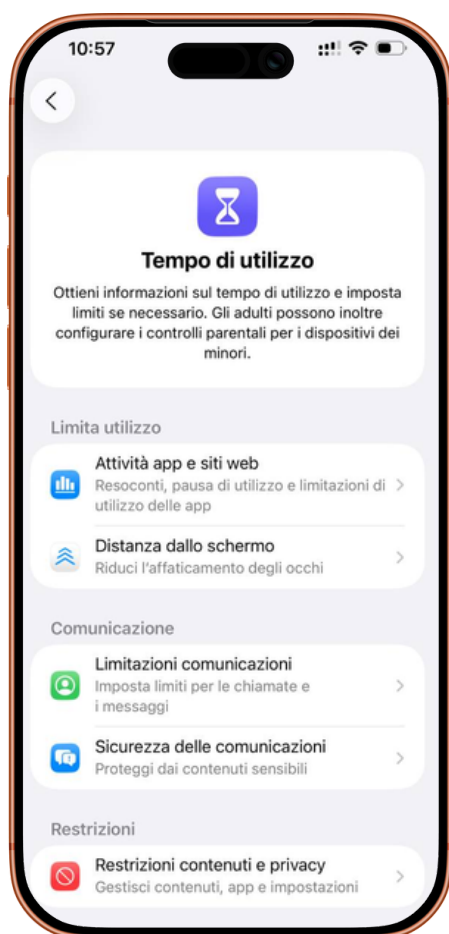 10:57
Tempo di utilizzo
Ottieni informazioni sul tempo di utilizzo e imposta
limiti se necessario. Gli adulti possono inoltre
configurare i controlli parentali per i dispositivi dei
minori.
Limita utilizzo
Attività app e siti web
Resoconti, pausa di utilizzo e limitazioni di
utilizzo delle app
Distanza dallo schermo
Riduci l'affaticamento degli occhi
Comunicazione
Limitazioni comunicazioni
Imposta limiti per le chiamate e
i messaggi
Sicurezza delle comunicazioni
Proteggi dai contenuti sensibili
Restrizioni
Restrizioni contenuti e privacy
Gestisci contenuti, app e impostazioni